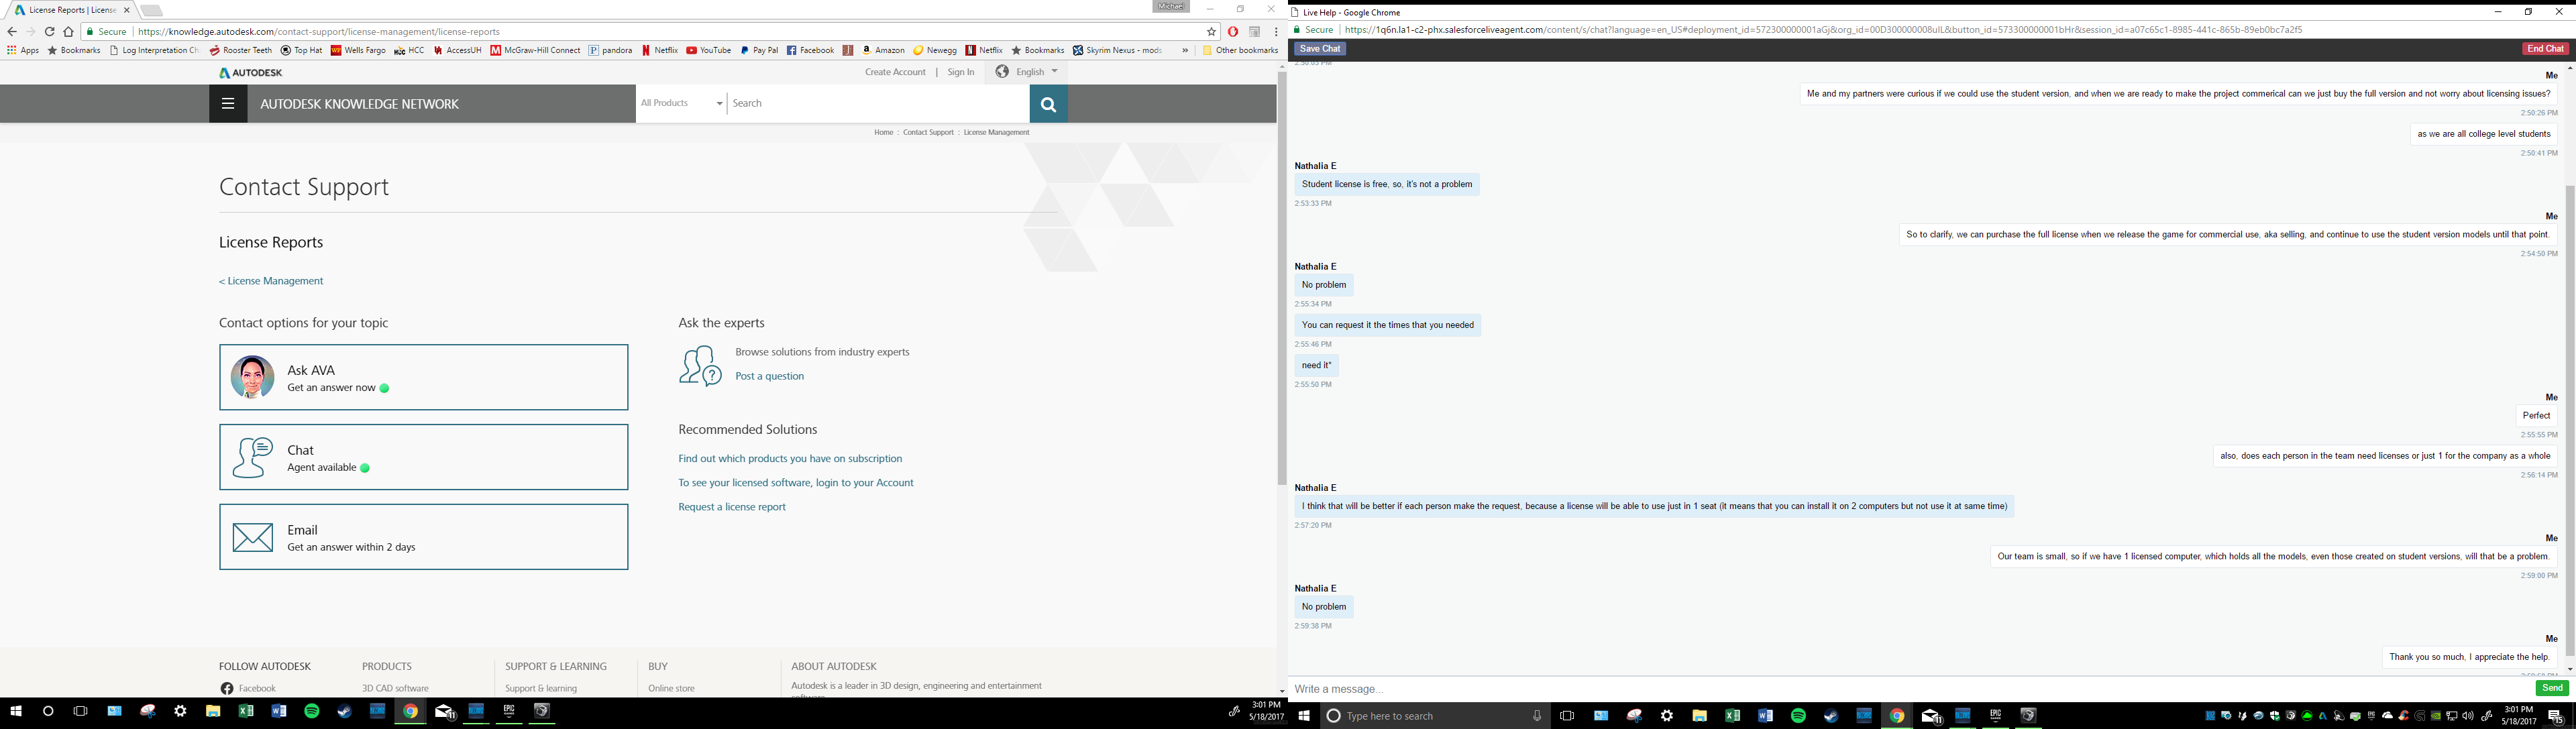 License Reports | License
Michael
Secure | https://knowledge.autodesk.com/contact-support/license-management/license-reports
Apps Bookmarks Log Interpretation Ch Rooster Teeth Top Hat Wells Fargo HCC AccessUH McGraw-Hill Connect pandora Netflix YouTube Pay Pal Facebook Amazon Newegg Netflix Bookmarks Skyrim Nexus - mods » Other bookmarks
AUTODESK
Create Account | Sign In English
AUTODESK KNOWLEDGE NETWORK
All Products Search
Home : Contact Support : License Management
Contact Support
License Reports
< License Management
Contact options for your topic
Ask AVA
Get an answer now
Chat
Agent available
Email
Get an answer within 2 days
Ask the experts
Browse solutions from industry experts
Post a question
Recommended Solutions
Find out which products you have on subscription
To see your licensed software, login to your Account
Request a license report
FOLLOW AUTODESK PRODUCTS SUPPORT & LEARNING BUY ABOUT AUTODESK
Facebook 3D CAD software Support & learning Online store Autodesk is a leader in 3D design, engineering and entertainment
software
3:01 PM
5/18/2017
Live Help - Google Chrome
Secure | https://1q6n.la1-c2-phx.salesforceliveagent.com/content/s/chat?language=en_US#deployment_id=572300000001aGj&org_id=00D300000008uIL&button_id=573300000001bHr&session_id=a07c65c1-8985-441c-865b-89eb0bc7a2f5
Save Chat End Chat
Me
Me and my partners were curious if we could use the student version, and when we are ready to make the project commerical can we just buy the full version and not worry about licensing issues?
2:50:26 PM
as we are all college level students
2:50:41 PM
Nathalia E
Student license is free, so, it's not a problem
2:53:33 PM
Me
So to clarify, we can purchase the full license when we release the game for commercial use, aka selling, and continue to use the student version models until that point.
2:54:50 PM
Nathalia E
No problem
2:55:34 PM
You can request it the times that you needed
2:55:46 PM
need it*
2:55:50 PM
Me
Perfect
2:55:55 PM
also, does each person in the team need licenses or just 1 for the company as a whole
2:56:14 PM
Nathalia E
I think that will be better if each person make the request, because a license will be able to use just in 1 seat (it means that you can install it on 2 computers but not use it at same time)
2:57:20 PM
Me
Our team is small, so if we have 1 licensed computer, which holds all the models, even those created on student versions, will that be a problem.
2:59:00 PM
Nathalia E
No problem
2:59:38 PM
Me
Thank you so much, I appreciate the help.
Write a message...
Send
Type here to search
3:01 PM
5/18/2017